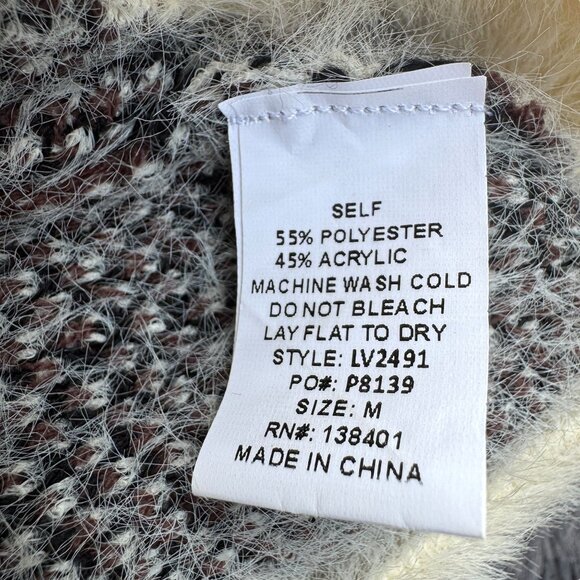 SELF
55% POLYESTER
45% ACRYLIC
MACHINE WASH COLD
DO NOT BLEACH
LAY FLAT TO DRY
STYLE: LV2491
PO#: P8139
SIZE: M
RN#: 138401
MADE IN CHINA